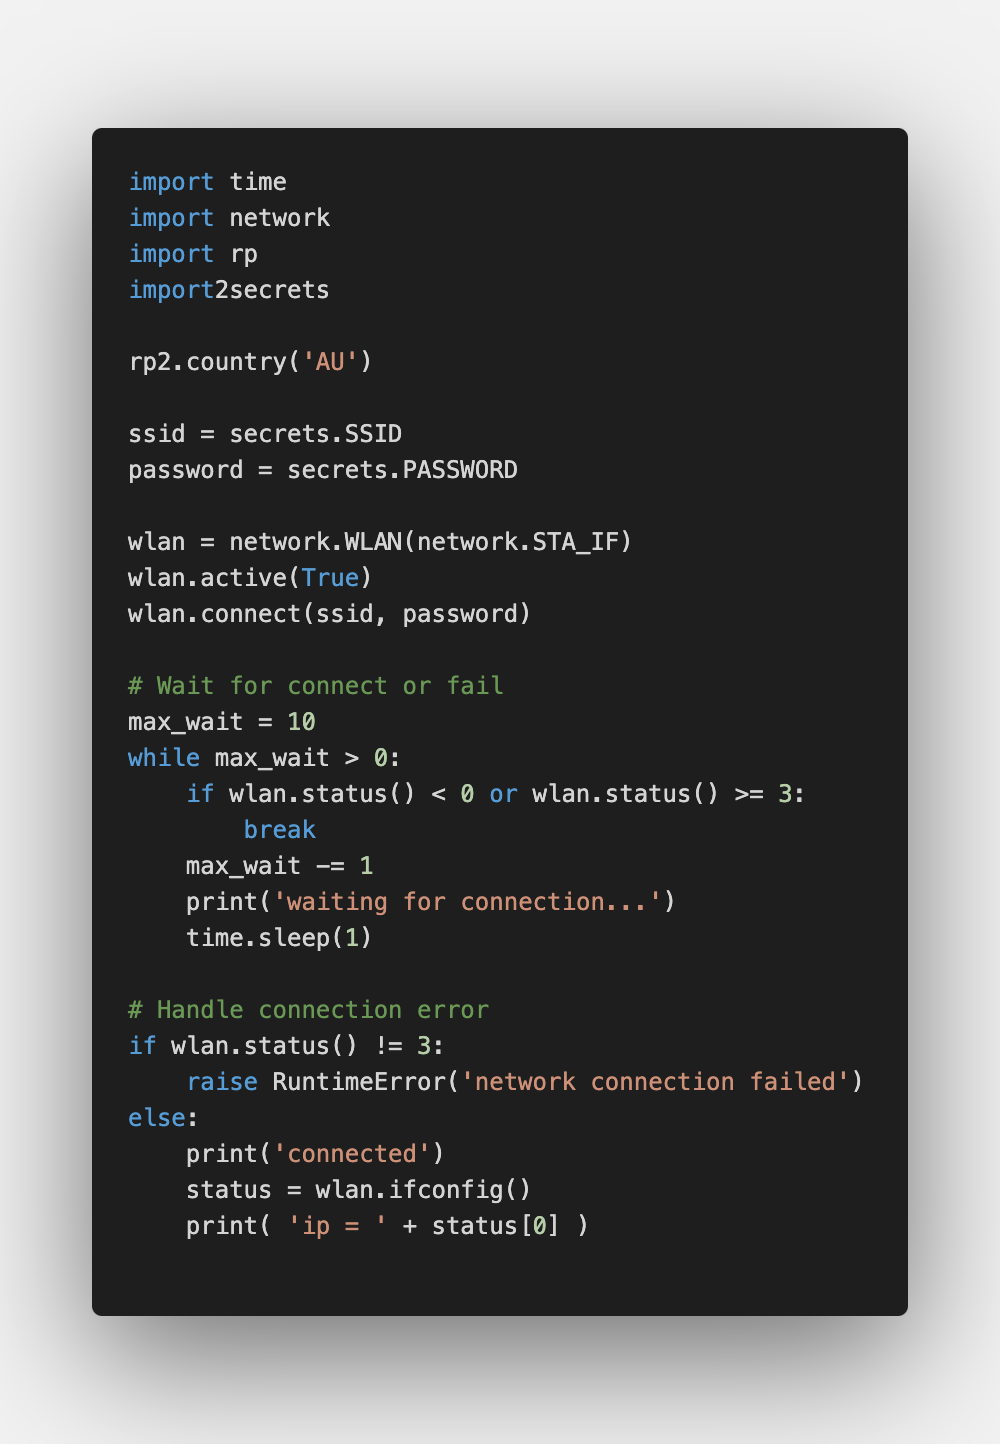 import time
import network
import rp
import2secrets
rp2.country('AU')
ssid = secrets.SSID
password = secrets.PASSWORD
wlan = network.WLAN(network.STA_IF)
wlan.active(True)
wlan.connect(ssid, password)
# Wait for connect or fail
max_wait = 10
while max_wait > 0:
    if wlan.status() < 0 or wlan.status() >= 3:
        break
    max_wait -= 1
    print('waiting for connection...')
    time.sleep(1)
# Handle connection error
if wlan.status() != 3:
    raise RuntimeError('network connection failed')
else:
    print('connected')
    status = wlan.ifconfig()
    print( 'ip = ' + status[0] )